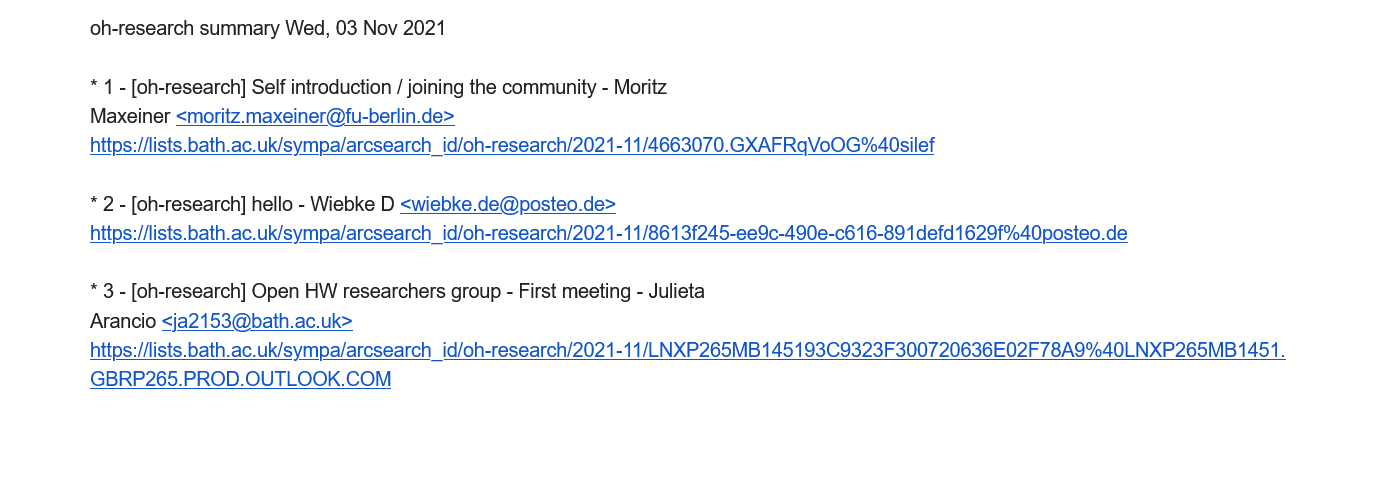 oh-research summary Wed, 03 Nov 2021
* 1 - [oh-research] Self introduction / joining the community - Moritz
Maxeiner <moritz.maxeiner@fu-berlin.de>
https://lists.bath.ac.uk/sympa/arcsearch_id/oh-research/2021-11/4663070.GXAFRqVoOG%40silef
* 2 - [oh-research] hello - Wiebke D <wiebke.de@posteo.de>
https://lists.bath.ac.uk/sympa/arcsearch_id/oh-research/2021-11/8613f245-ee9c-490e-c616-891defd1629f%40posteo.de
* 3 - [oh-research] Open HW researchers group - First meeting - Julieta
Arancio <ja2153@bath.ac.uk>
https://lists.bath.ac.uk/sympa/arcsearch_id/oh-research/2021-11/LNXP265MB145193C9323F300720636E02F78A9%40LNXP265MB1451.
GBRP265.PROD.OUTLOOK.COM